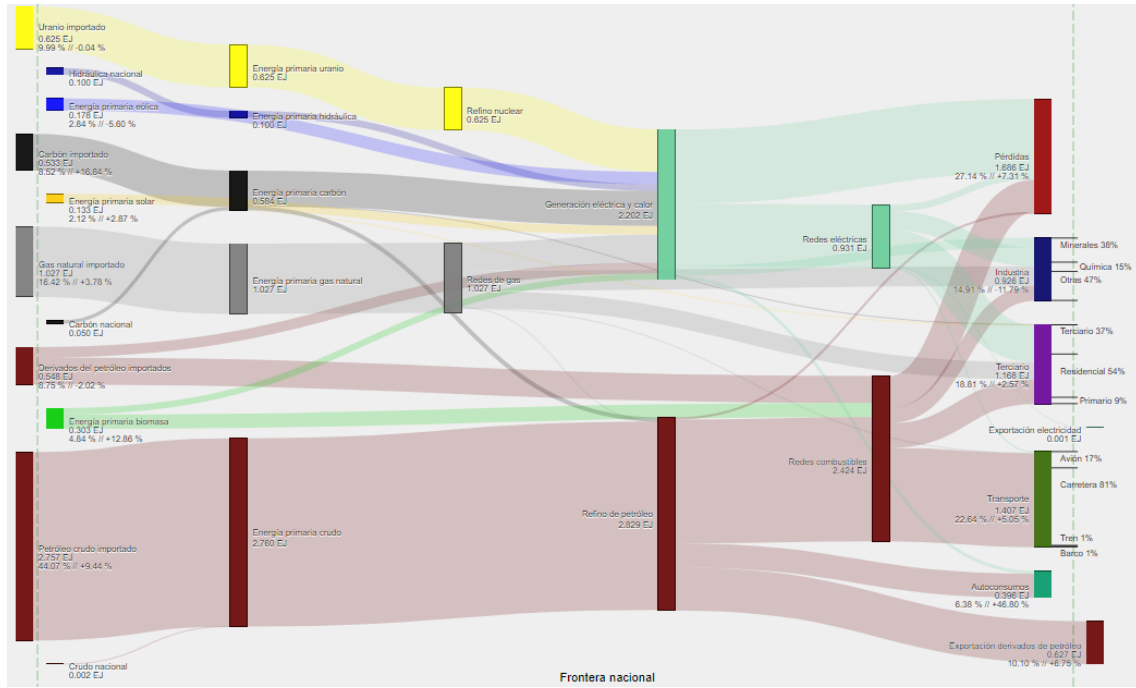 Uranio importado
0.625 EJ
9.99 % // -0.04 %
Hidráulica nacional
0.100 EJ
Energía primaria eólica
0.178 EJ
2.84 % // -5.60 %
Carbón importado
0.533 EJ
8.52 % // +16.84 %
Energía primaria solar
0.133 EJ
2.12 % // +2.87 %
Gas natural importado
1.027 EJ
16.42 % // +3.78 %
Carbón nacional
0.050 EJ
Derivados del petróleo importados
0.548 EJ
8.75 % // -2.02 %
Energía primaria biomasa
0.303 EJ
4.84 % // +12.86 %
Petróleo crudo importado
2.757 EJ
44.07 % // +9.44 %
Crudo nacional
0.002 EJ
Energía primaria uranio
0.625 EJ
Energía primaria hidráulica
0.100 EJ
Energía primaria carbón
0.584 EJ
Energía primaria gas natural
1.027 EJ
Energía primaria crudo
2.760 EJ
Refino nuclear
0.625 EJ
Redes de gas
1.027 EJ
Generación eléctrica y calor
2.202 EJ
Refino de petróleo
2.829 EJ
Redes eléctricas
0.931 EJ
Redes combustibles
2.424 EJ
Pérdidas
1.686 EJ
27.14 % // +7.31 %
Industria
0.926 EJ
14.91 % // -11.79 %
Terciario
1.168 EJ
18.81 % // +2.57 %
Exportación electricidad
0.001 EJ
Transporte
1.407 EJ
22.64 % // +5.05 %
Autoconsumos
0.396 EJ
6.38 % // +46.80 %
Exportación derivados de petróleo
0.627 EJ
10.10 % // +6.75 %
Minerales 38%
Química 15%
Otras 47%
Terciario 37%
Residencial 54%
Primario 9%
Avión 17%
Carretera 81%
Tren 1%
Barco 1%
Frontera nacional